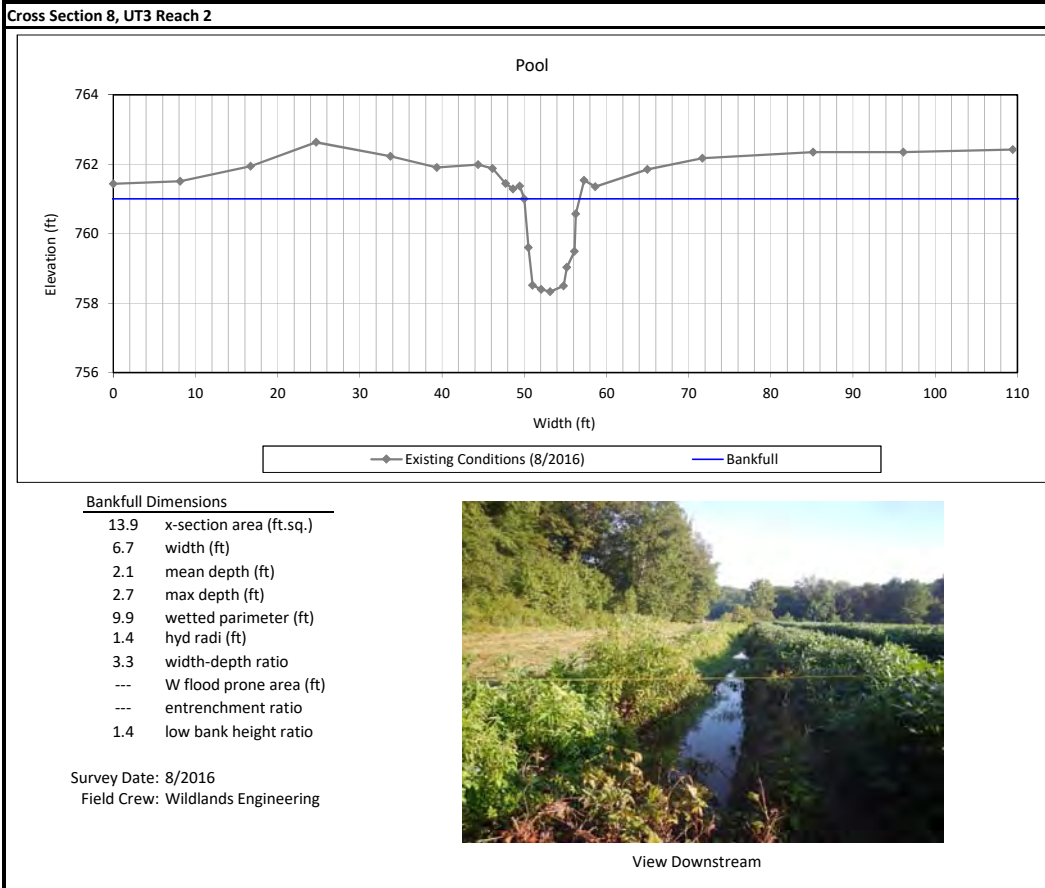 Cross Section 8, UT3 Reach 2
Pool
764
762
760
758
756
Elevation (ft)
0 10 20 30 40 50 60 70 80 90 100 110
Width (ft)
Existing Conditions (8/2016) Bankfull
Bankfull Dimensions
13.9 x-section area (ft.sq.)
6.7 width (ft)
2.1 mean depth (ft)
2.7 max depth (ft)
9.9 wetted parimeter (ft)
1.4 hyd radi (ft)
3.3 width-depth ratio
--- W flood prone area (ft)
--- entrenchment ratio
1.4 low bank height ratio
Survey Date: 8/2016
Field Crew: Wildlands Engineering
View Downstream